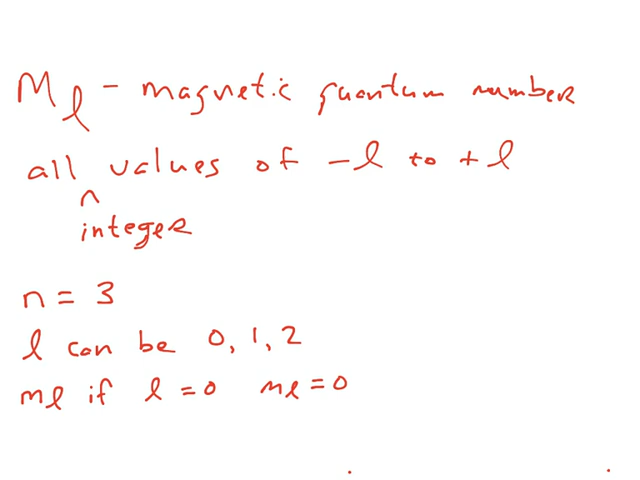 Ml - magnetic quantum number
all values of -l to +l
^
integer
n = 3
l can be 0, 1, 2
ml if l = 0 ml = 0